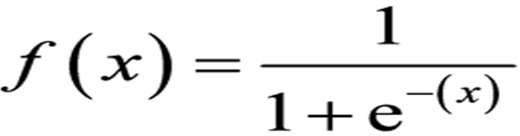 f(x) = 1 / (1+e^-(x))